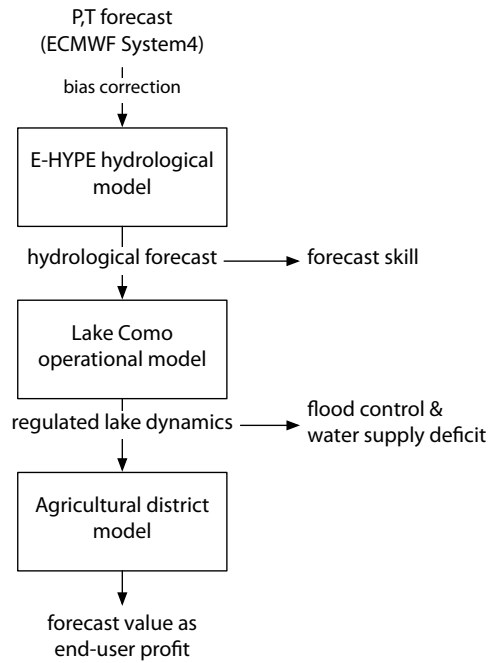 P,T forecast
(ECMWF System4)
bias correction
E-HYPE hydrological
model
hydrological forecast
forecast skill
Lake Como
operational model
regulated lake dynamics
flood control &
water supply deficit
Agricultural district
model
forecast value as
end-user profit